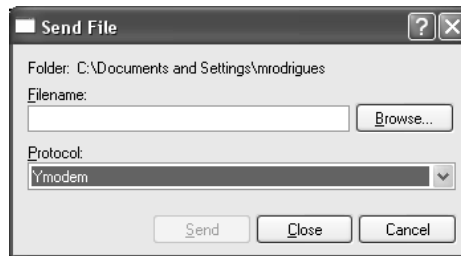 Send File
Folder: C:\Documents and Settings\mrodrigues
Filename:
Browse...
Protocol:
Ymodem
Send Close Cancel